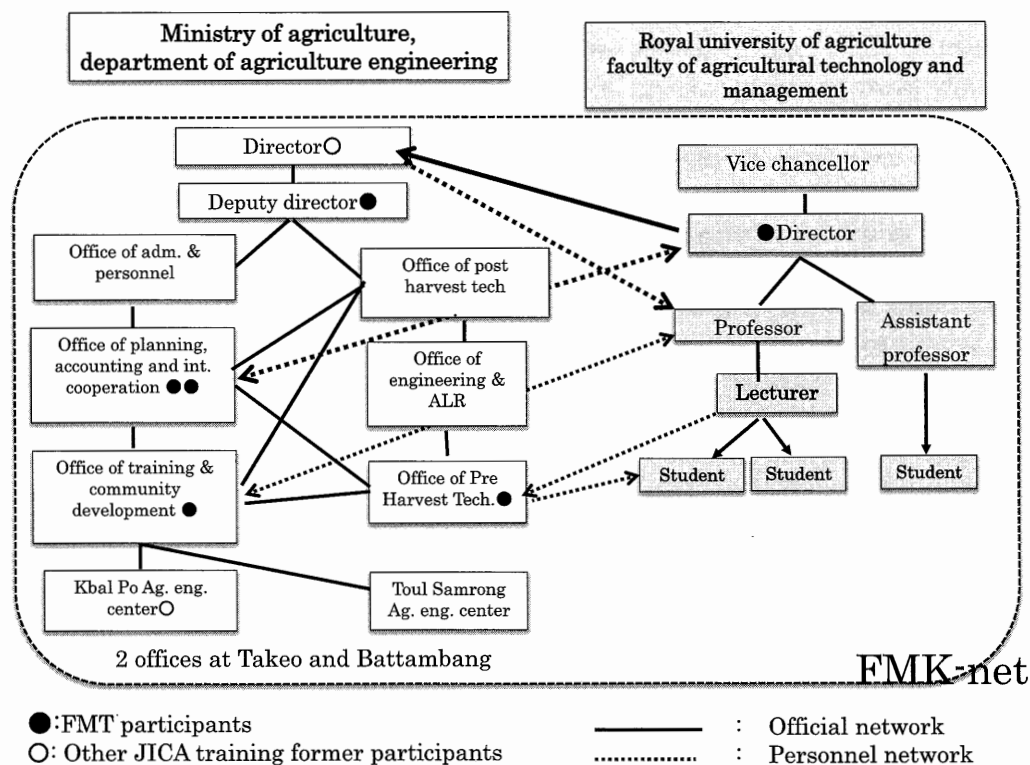 Ministry of agriculture,
department of agriculture engineering
Royal university of agriculture
faculty of agricultural technology and
management
Director○
Deputy director●
Office of adm. &
personnel
Office of planning,
accounting and int.
cooperation ●●
Office of training &
community
development ●
Kbal Po Ag. eng.
center○
Office of post
harvest tech
Office of
engineering &
ALR
Office of Pre
Harvest Tech.●
Toul Samrong
Ag. eng. center
Vice chancellor
●Director
Professor
Assistant
professor
Lecturer
Student
Student
Student
2 offices at Takeo and Battambang
FMK-net
●:FMT participants
○: Other JICA training former participants
: Official network
: Personnel network